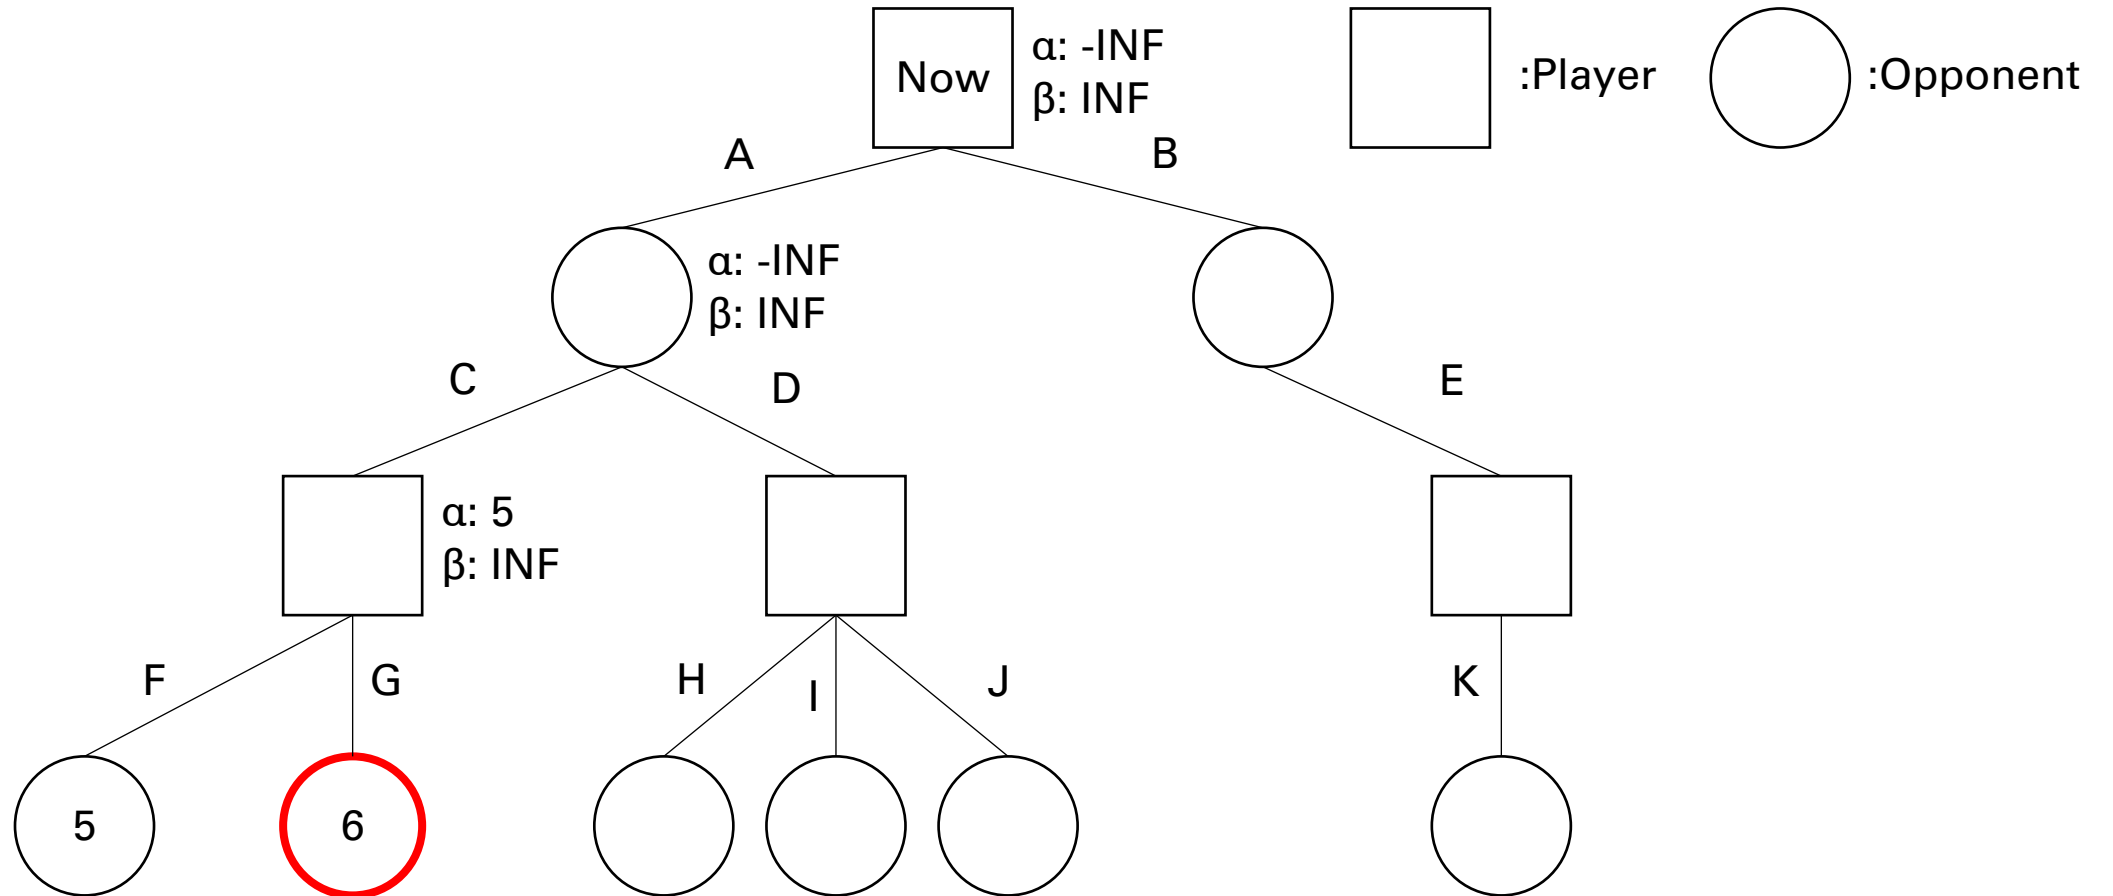 Now
α: -INF
β: INF
:Player
:Opponent
A
B
α: -INF
β: INF
C
D
E
α: 5
β: INF
F
G
H
I
J
K
5
6